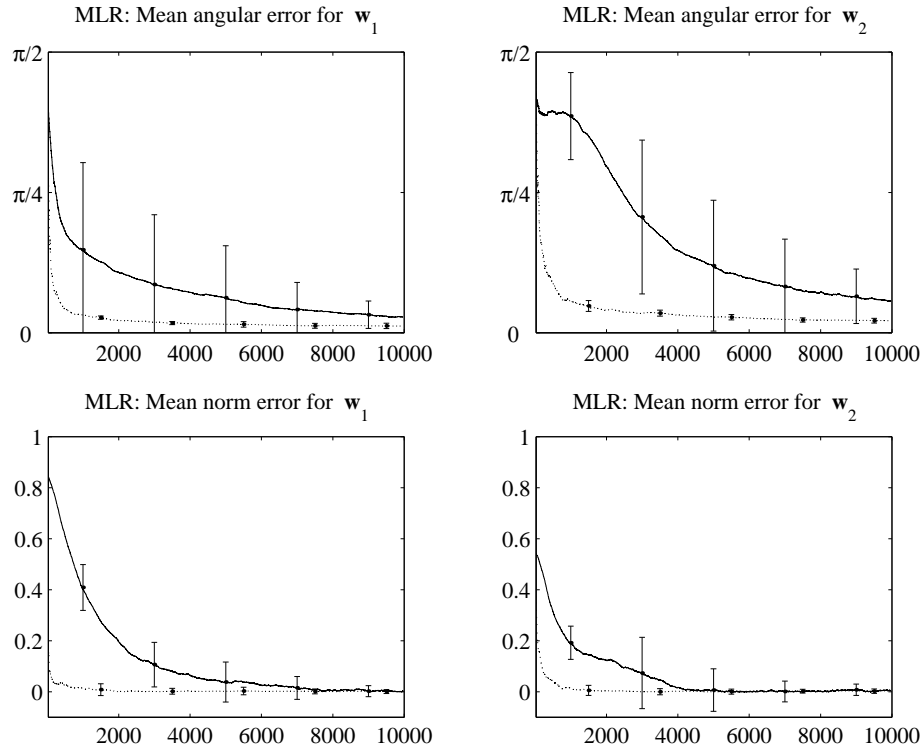 MLR: Mean angular error for w1
π/2
π/4
0
2000 4000 6000 8000 10000
MLR: Mean angular error for w2
π/2
π/4
0
2000 4000 6000 8000 10000
MLR: Mean norm error for w1
1
0.8
0.6
0.4
0.2
0
2000 4000 6000 8000 10000
MLR: Mean norm error for w2
1
0.8
0.6
0.4
0.2
0
2000 4000 6000 8000 10000